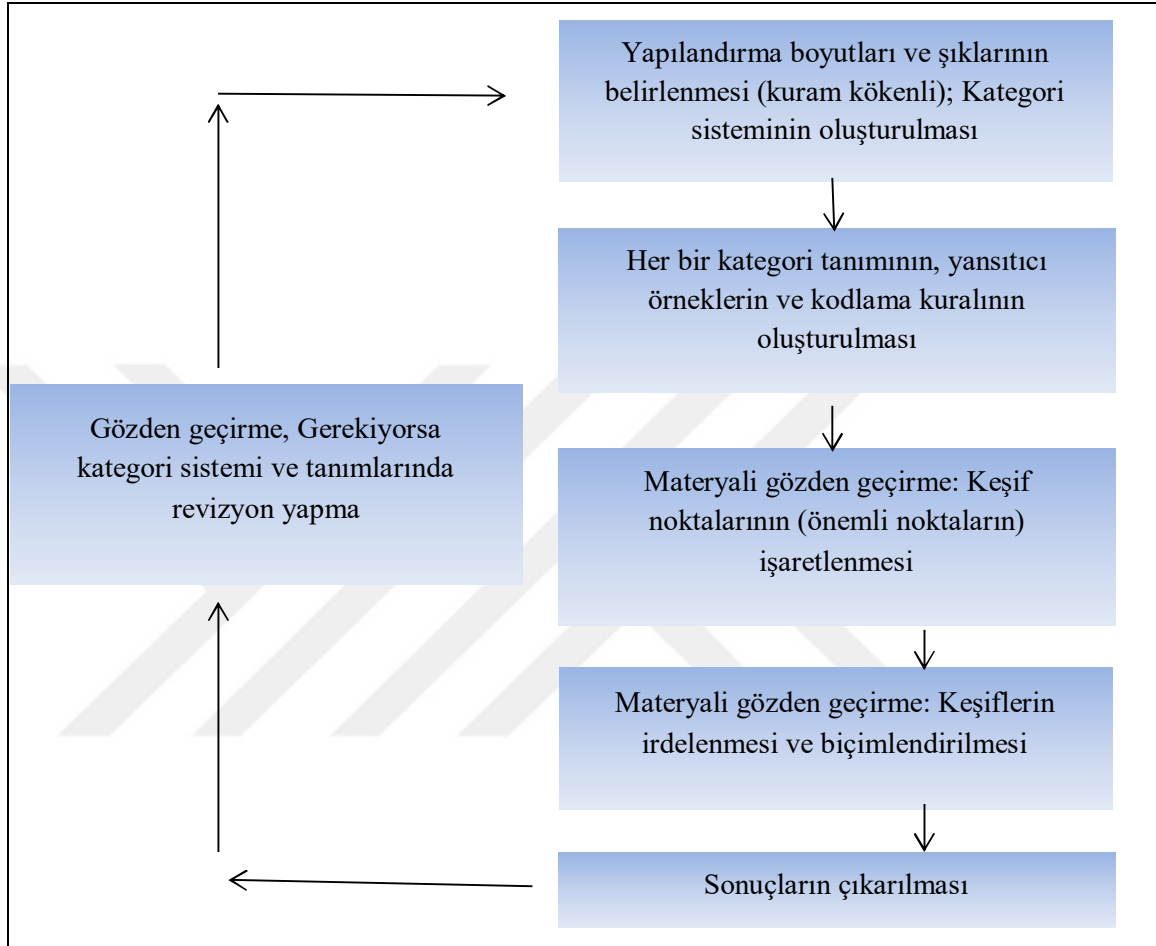 Yapılandırma boyutları ve şıklarının
belirlenmesi (kuram kökenli); Kategori
sisteminin oluşturulması
Her bir kategori tanımının, yansıtıcı
örneklerin ve kodlama kuralının
oluşturulması
Gözden geçirme, Gerekiyorsa
kategori sistemi ve tanımlarında
revizyon yapma
Materyali gözden geçirme: Keşif
noktalarının (önemli noktaların)
işaretlenmesi
Materyali gözden geçirme: Keşiflerin
irdelenmesi ve biçimlendirilmesi
Sonuçların çıkarılması